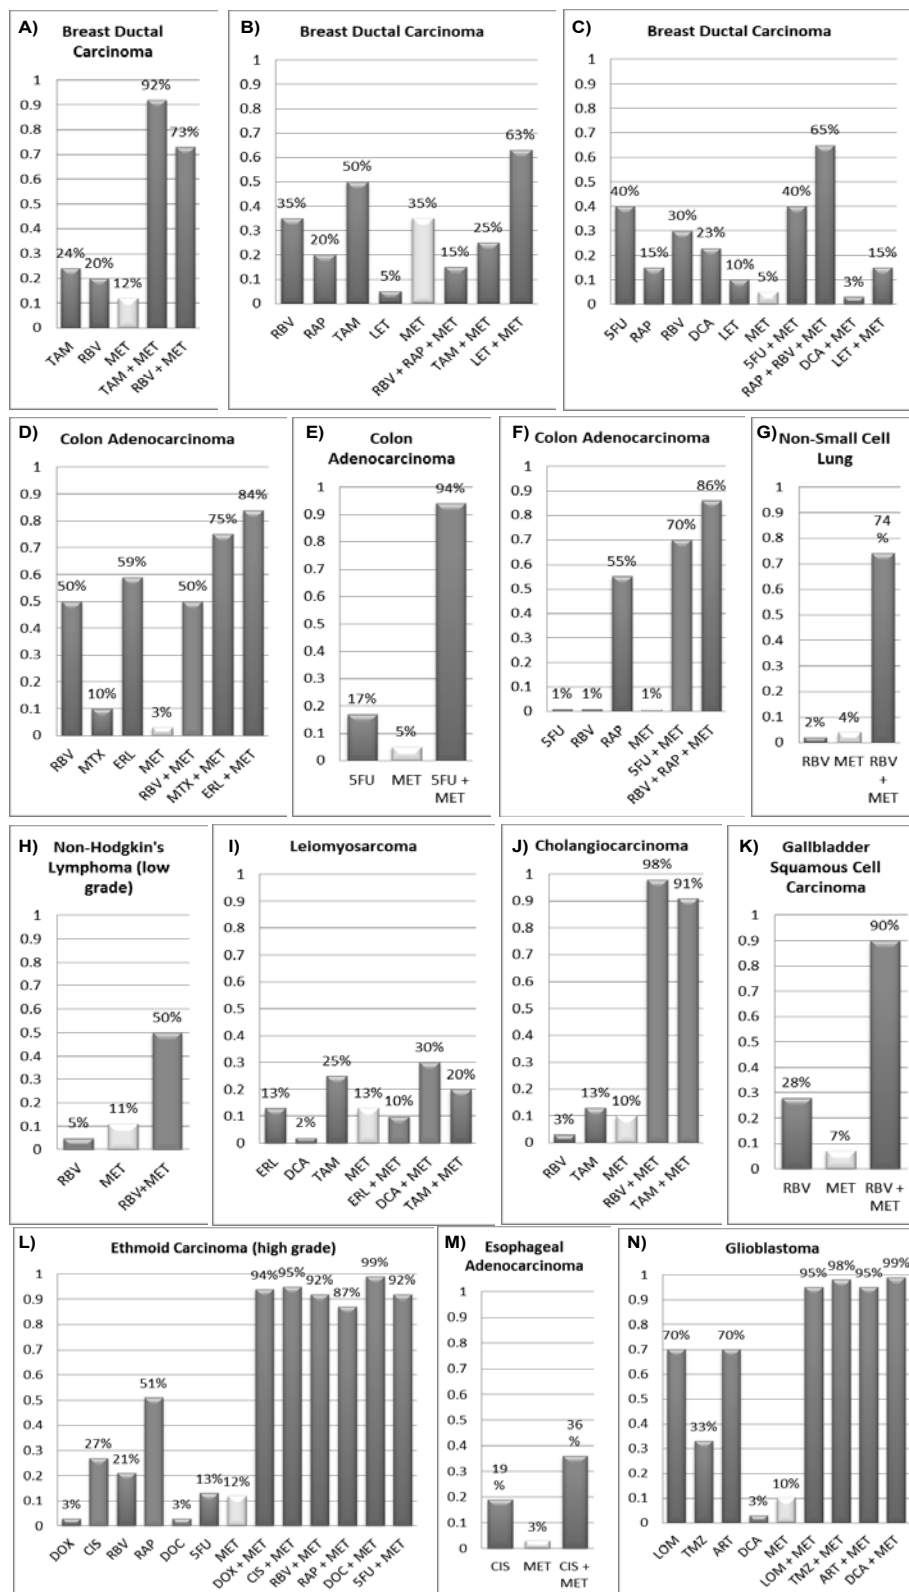 A)
Breast Ductal
Carcinoma
1
0.9
0.8
0.7
0.6
0.5
0.4
0.3
0.2
0.1
0
24%
20%
12%
92%
73%
TAM
RBV
MET
TAM + MET
RBV + MET
B)
Breast Ductal Carcinoma
1
0.9
0.8
0.7
0.6
0.5
0.4
0.3
0.2
0.1
0
35%
20%
50%
5%
35%
15%
25%
63%
RBV
RAP
TAM
LET
MET
RBV + RAP + MET
TAM + MET
LET + MET
C)
Breast Ductal Carcinoma
1
0.9
0.8
0.7
0.6
0.5
0.4
0.3
0.2
0.1
0
40%
15%
30%
23%
10%
5%
40%
65%
3%
15%
5FU
RAP
RBV
DCA
LET
MET
5FU + MET
RAP + RBV + MET
DCA + MET
LET + MET
D)
Colon Adenocarcinoma
1
0.9
0.8
0.7
0.6
0.5
0.4
0.3
0.2
0.1
0
50%
10%
59%
3%
50%
75%
84%
RBV
MTX
ERL
MET
RBV + MET
MTX + MET
ERL + MET
E)
Colon
Adenocarcinoma
1
0.9
0.8
0.7
0.6
0.5
0.4
0.3
0.2
0.1
0
17%
5%
94%
5FU
MET
5FU +
MET
F)
Colon Adenocarcinoma
1
0.9
0.8
0.7
0.6
0.5
0.4
0.3
0.2
0.1
0
1%
1%
55%
1%
70%
86%
5FU
RBV
RAP
MET
5FU + MET
RBV + RAP + MET
G)
Non-Small Cell
Lung
1
0.9
0.8
0.7
0.6
0.5
0.4
0.3
0.2
0.1
0
2%
4%
74
%
RBV
MET
RBV
+
MET
H)
Non-Hodgkin's
Lymphoma (low
grade)
1
0.9
0.8
0.7
0.6
0.5
0.4
0.3
0.2
0.1
0
5%
11%
50%
RBV
MET
RBV+MET
I)
Leiomyosarcoma
1
0.9
0.8
0.7
0.6
0.5
0.4
0.3
0.2
0.1
0
13%
2%
25%
13%
10%
30%
20%
ERL
DCA
TAM
MET
ERL + MET
DCA + MET
TAM + MET
J)
Cholangiocarcinoma
1
0.9
0.8
0.7
0.6
0.5
0.4
0.3
0.2
0.1
0
3%
13%
10%
98%
91%
RBV
TAM
MET
RBV + MET
TAM + MET
K)
Gallbladder
Squamous Cell
Carcinoma
1
0.9
0.8
0.7
0.6
0.5
0.4
0.3
0.2
0.1
0
28%
7%
90%
RBV
MET
RBV +
MET
L)
Ethmoid Carcinoma (high grade)
1
0.9
0.8
0.7
0.6
0.5
0.4
0.3
0.2
0.1
0
3%
27%
21%
51%
3%
13%
12%
94%
95%
92%
87%
99%
92%
DOX
CIS
RBV
RAP
DOC
5FU
MET
DOX + MET
CIS + MET
RBV + MET
RAP + MET
DOC + MET
5FU + MET
M)
Esophageal
Adenocarcinoma
1
0.9
0.8
0.7
0.6
0.5
0.4
0.3
0.2
0.1
0
19
%
3%
36
%
CIS
MET
CIS +
MET
N)
Glioblastoma
1
0.9
0.8
0.7
0.6
0.5
0.4
0.3
0.2
0.1
0
70%
33%
70%
3%
10%
95%
98%
95%
99%
LOM
TMZ
ART
DCA
MET
LOM + MET
TMZ + MET
ART + MET
DCA + MET